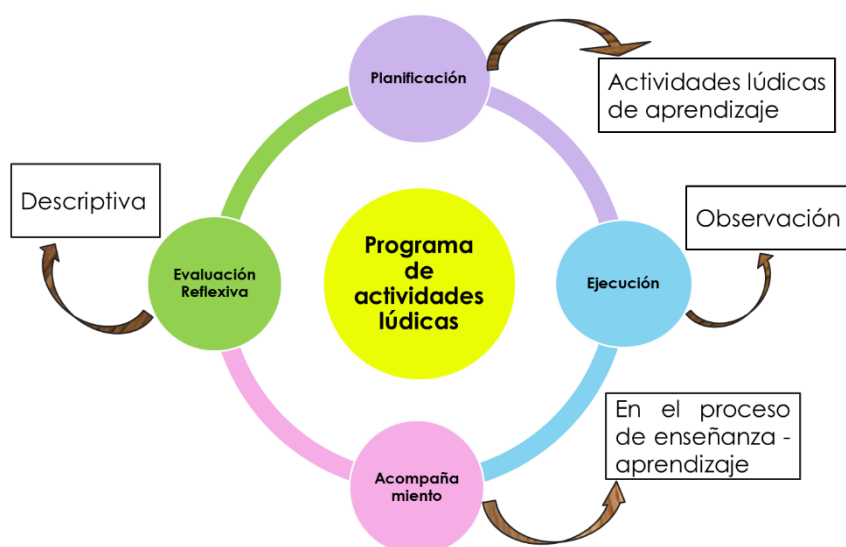 Planificación
Actividades lúdicas
de aprendizaje
Descriptiva
Observación
Programa
de
actividades
lúdicas
Evaluación
Reflexiva
Ejecución
En el proceso
de enseñanza -
aprendizaje
Acompaña
miento